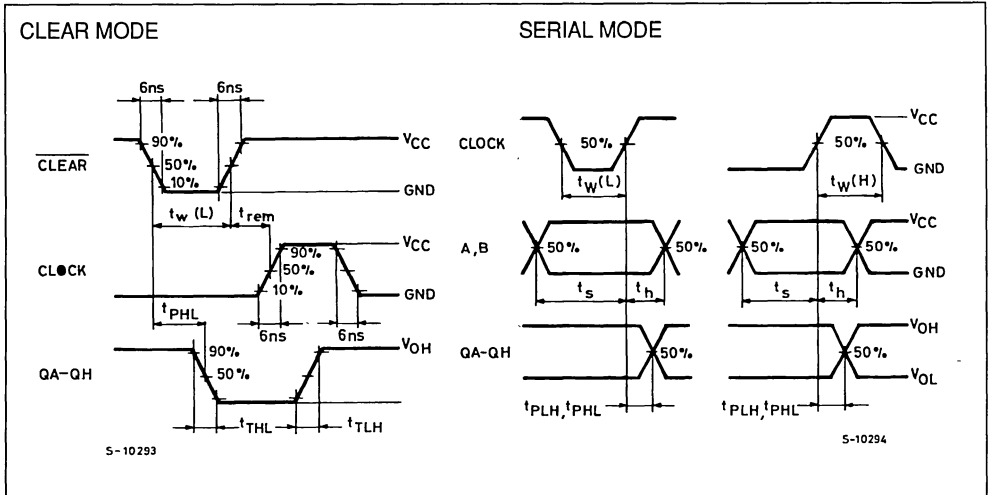 CLEAR MODE
6ns 6ns
90%
VCC
CLEAR
50%
10%
GND
tw (L) trem
VCC
90%
CLOCK
50%
10%
GND
tPHL
6ns 6ns
VOH
90%
QA-QH
50%
tTHL tTLH
S-10293
SERIAL MODE
VCC
CLOCK 50% 50%
GND
tW(L) tW(H)
VCC
A,B 50% 50% 50% 50%
GND
ts th ts th
VOH
QA-QH 50% 50%
VOL
tPLH,tPHL tPLH,tPHL
S-10294